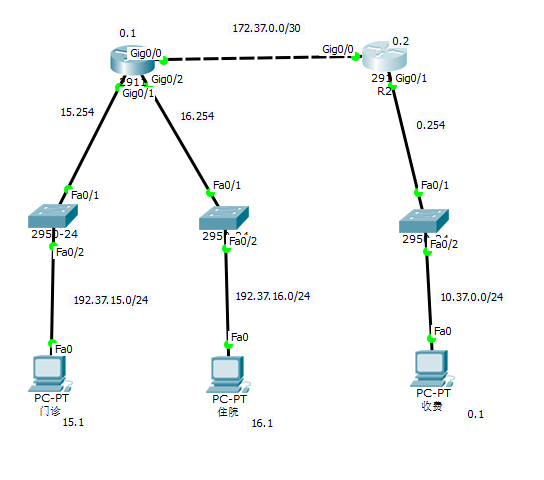 172.37.0.0/30
0.1
0.2
Gig0/0
Gig0/0
Gig0/2
Gig0/1
Gig0/1
R2
15.254
16.254
0.254
Fa0/1
Fa0/1
Fa0/1
2950-24
Fa0/2
Fa0/2
Fa0/2
192.37.15.0/24
192.37.16.0/24
10.37.0.0/24
Fa0
Fa0
Fa0
PC-PT
门诊
15.1
PC-PT
住院
16.1
PC-PT
收费
0.1